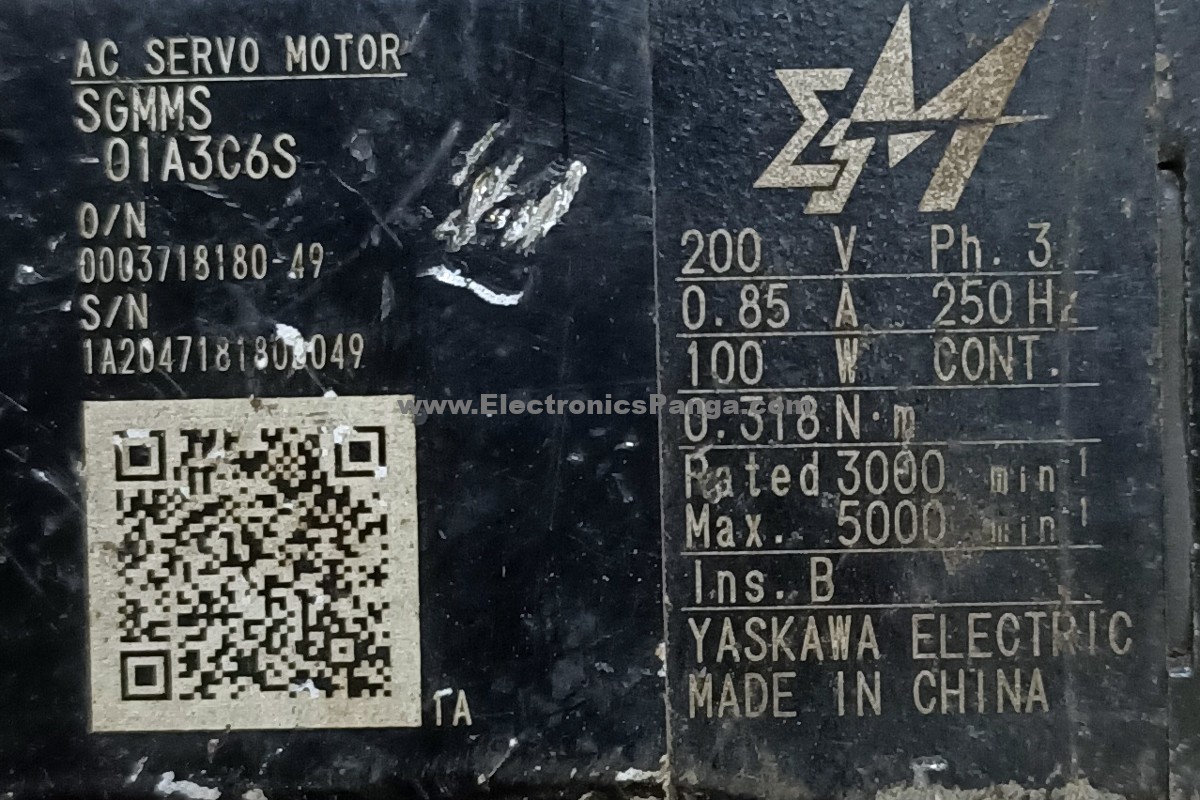 AC SERVO MOTOR
SGMMS
01A3C6S
O/N
0003718180-49
S/N
TA
200 V Ph. 3
0.85 A 250 Hz
100 W CONT.
0.318 N·m
Rated 3000 min⁻¹
Max. 5000 min⁻¹
Ins. B
YASKAWA ELECTRIC
MADE IN CHINA
www.ElectronicsPanga.com